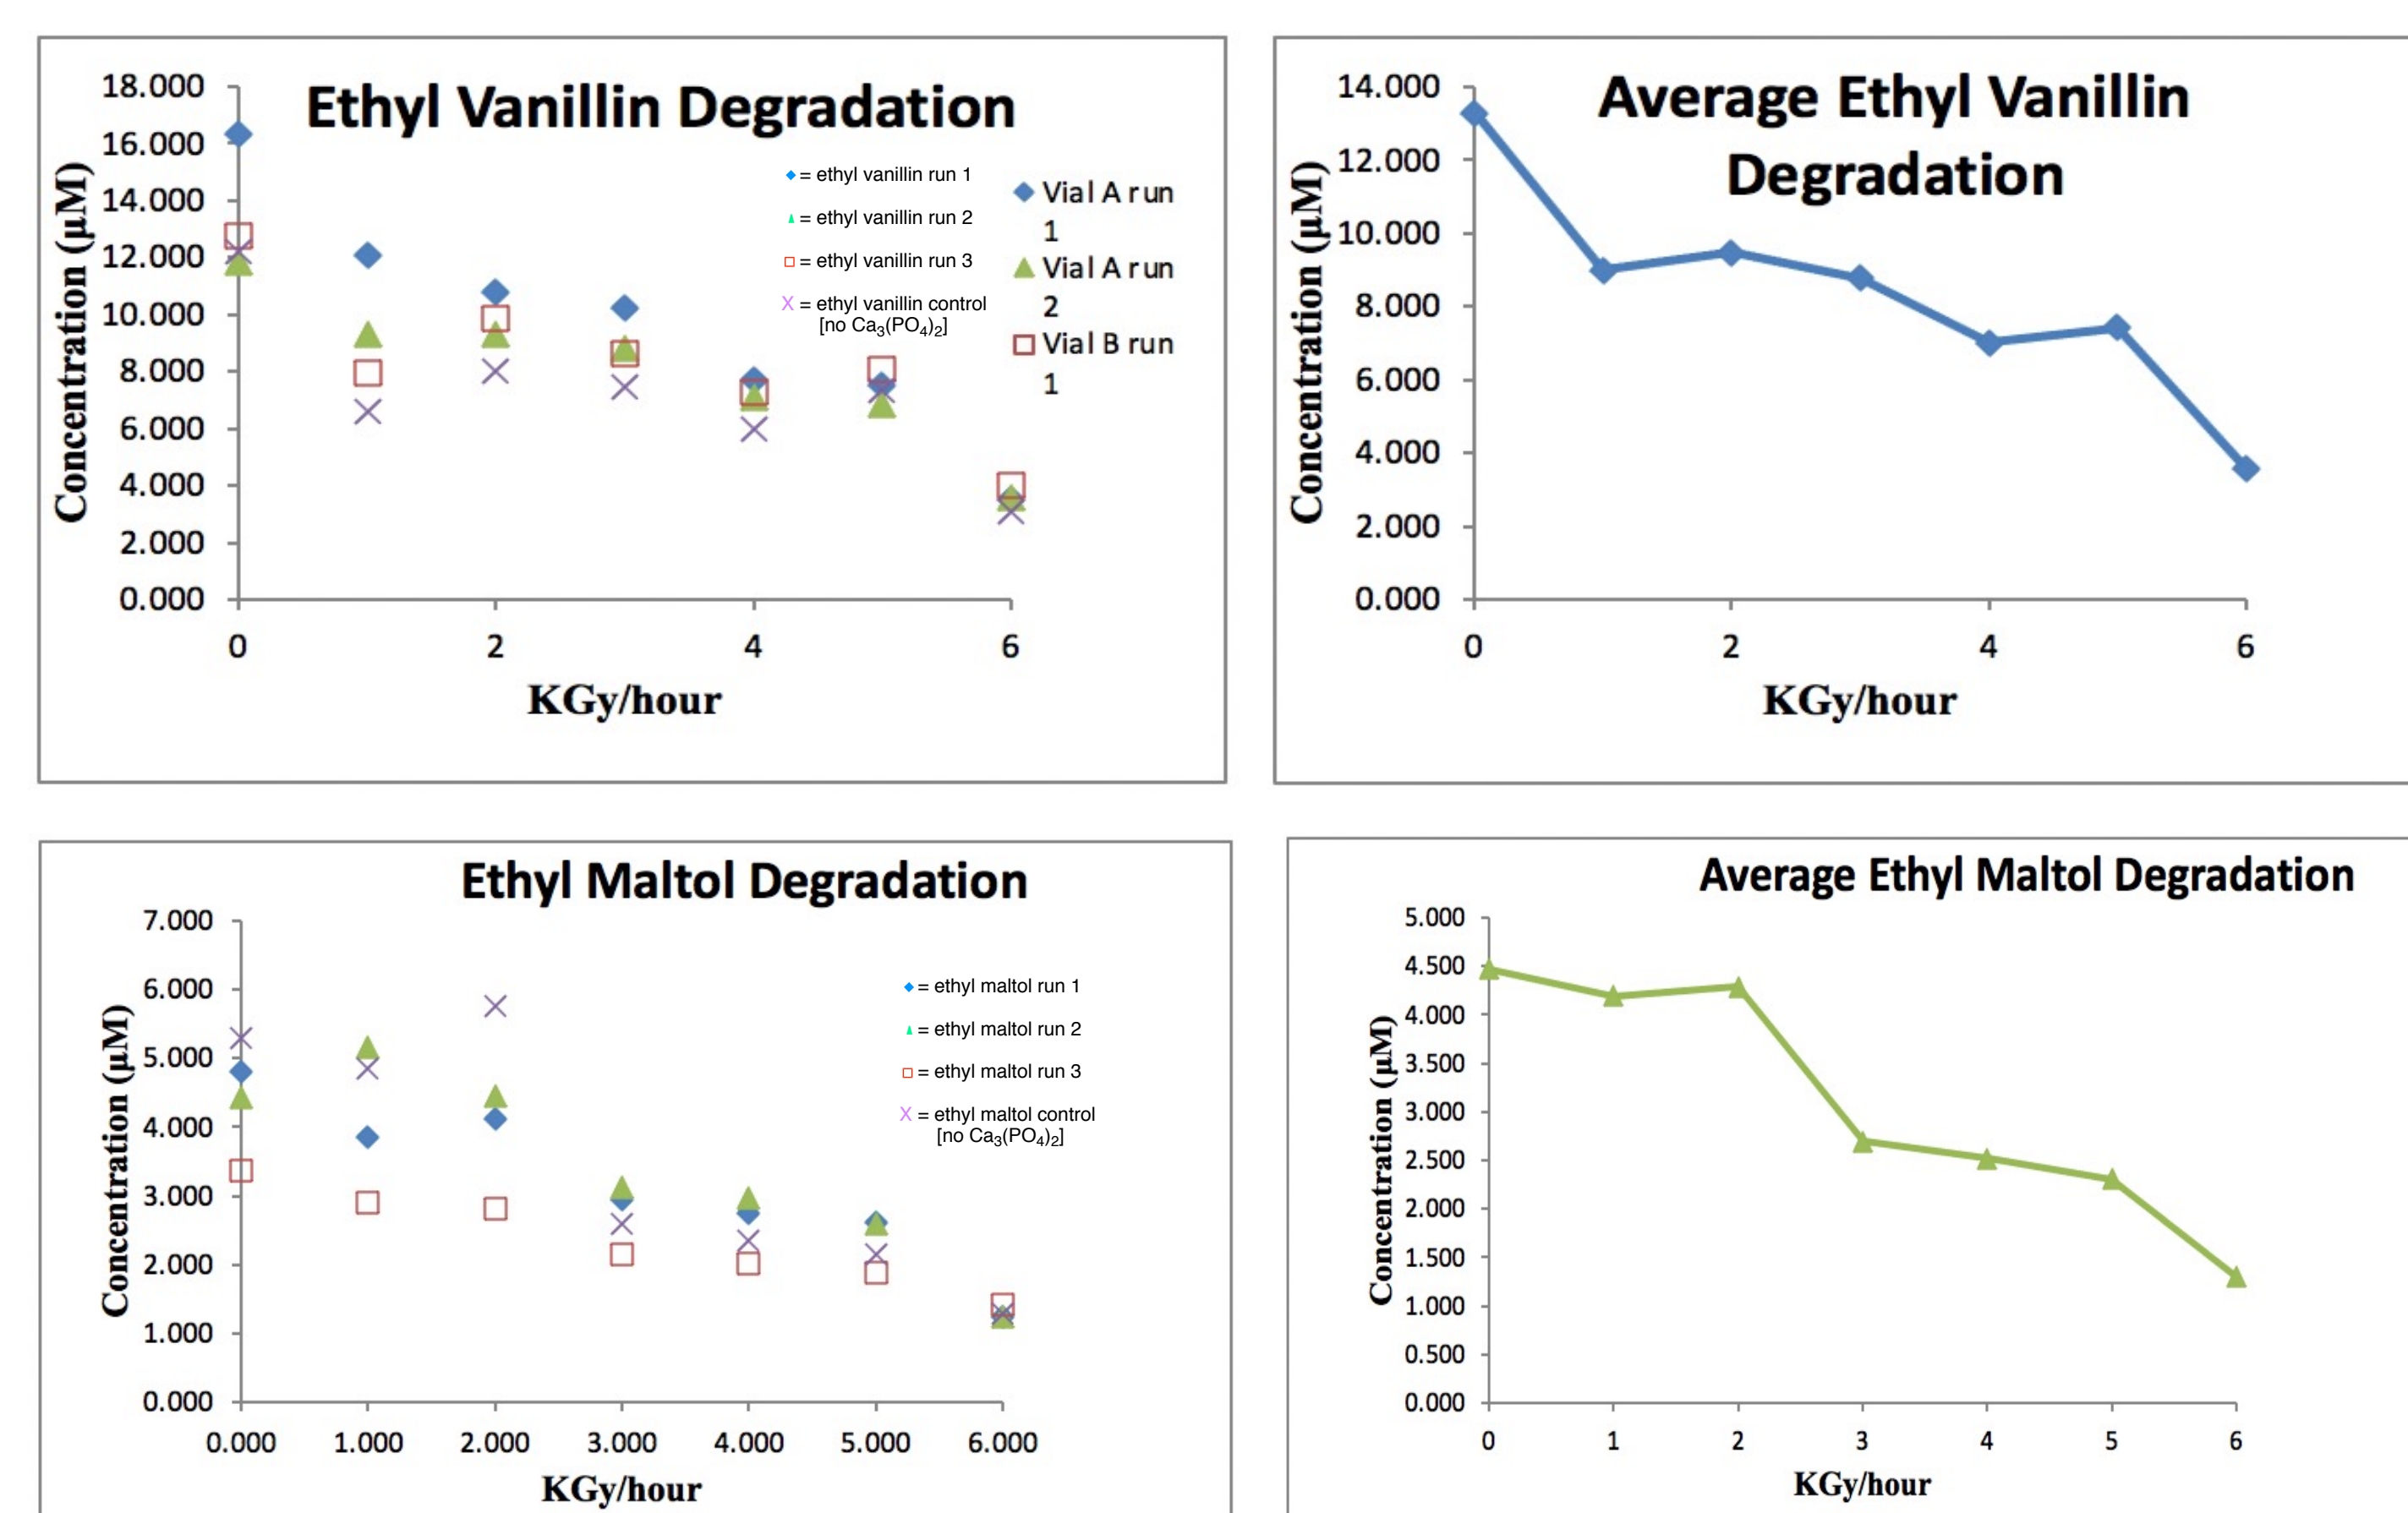 Ethyl Vanillin Degradation
18.000
16.000
14.000
12.000
10.000
8.000
6.000
4.000
2.000
0.000
Concentration (µM)
0 2 4 6
KGy/hour
= ethyl vanillin run 1
= ethyl vanillin run 2
= ethyl vanillin run 3
X = ethyl vanillin control
[no Ca3(PO4)2]
Vial A run
1
Vial A run
2
Vial B run
1
Average Ethyl Vanillin
Degradation
14.000
12.000
10.000
8.000
6.000
4.000
2.000
0.000
Concentration (µM)
0 2 4 6
KGy/hour
Ethyl Maltol Degradation
7.000
6.000
5.000
4.000
3.000
2.000
1.000
0.000
Concentration (µM)
0.000 1.000 2.000 3.000 4.000 5.000 6.000
KGy/hour
= ethyl maltol run 1
= ethyl maltol run 2
= ethyl maltol run 3
X = ethyl maltol control
[no Ca3(PO4)2]
Average Ethyl Maltol Degradation
5.000
4.500
4.000
3.500
3.000
2.500
2.000
1.500
1.000
0.500
0.000
Concentration (µM)
0 1 2 3 4 5 6
KGy/hour